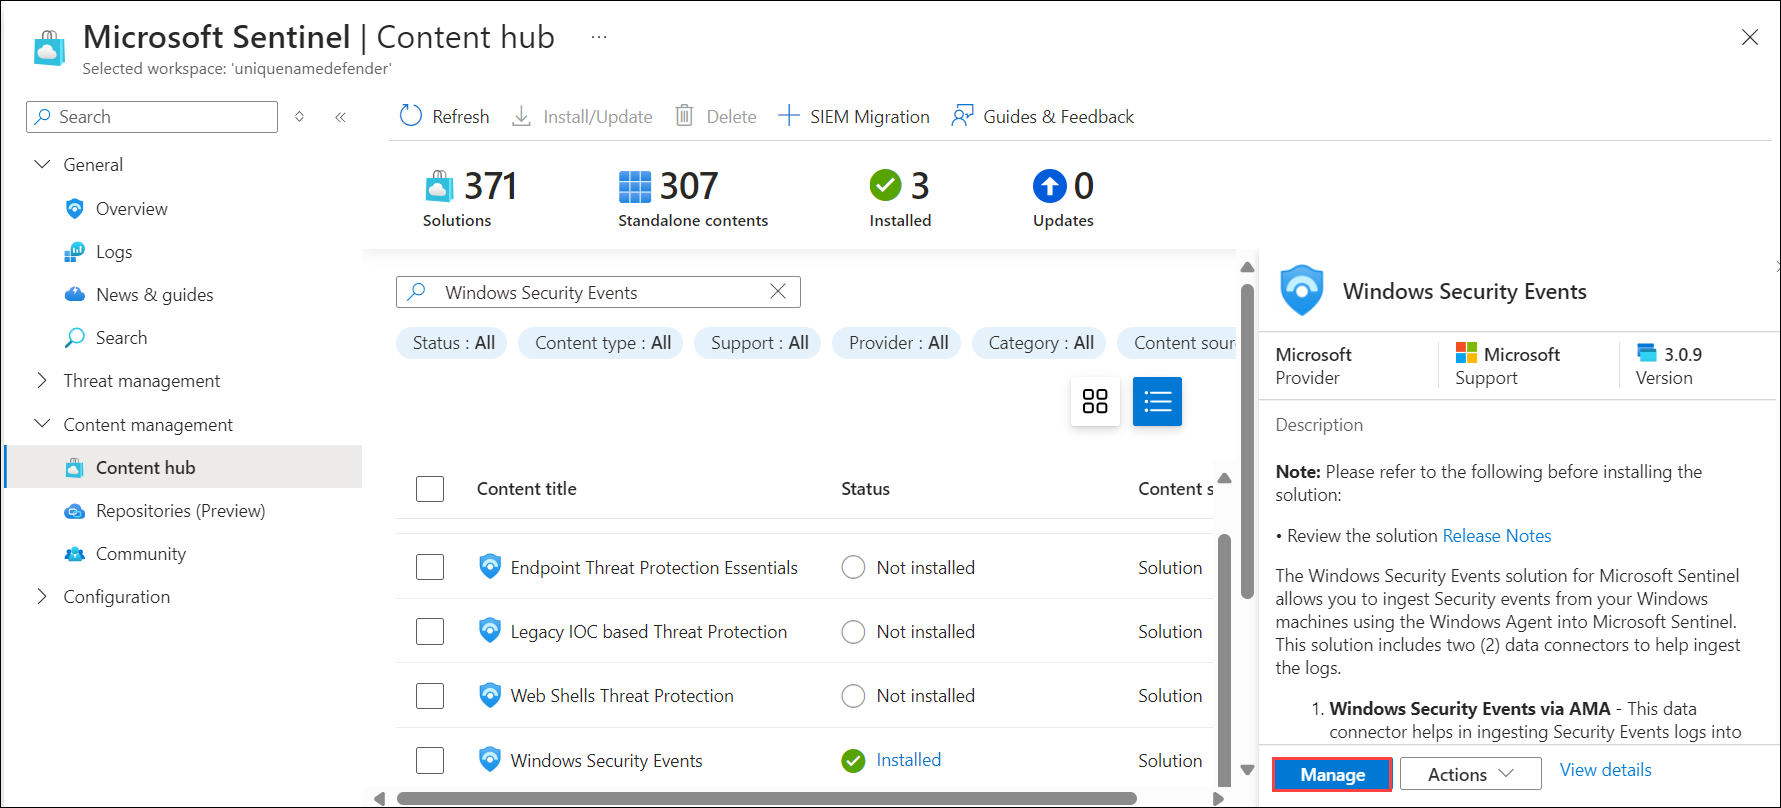 Microsoft Sentinel | Content hub ...
Selected workspace: 'uniquenamedefender'
Search
General
Overview
Logs
News & guides
Search
Threat management
Content management
Content hub
Repositories (Preview)
Community
Configuration
Refresh Install/Update Delete SIEM Migration Guides & Feedback
371 307 3 0
Solutions Standalone contents Installed Updates
Windows Security Events
Status : All Content type : All Support : All Provider : All Category : All Content sour
Content title Status Content s
Endpoint Threat Protection Essentials Not installed Solution
Legacy IOC based Threat Protection Not installed Solution
Web Shells Threat Protection Not installed Solution
Windows Security Events Installed Solution
Windows Security Events
Microsoft Microsoft 3.0.9
Provider Support Version
Description
Note: Please refer to the following before installing the
solution:
• Review the solution Release Notes
The Windows Security Events solution for Microsoft Sentinel
allows you to ingest Security events from your Windows
machines using the Windows Agent into Microsoft Sentinel.
This solution includes two (2) data connectors to help ingest
the logs.
1. Windows Security Events via AMA - This data
connector helps in ingesting Security Events logs into
Manage Actions View details